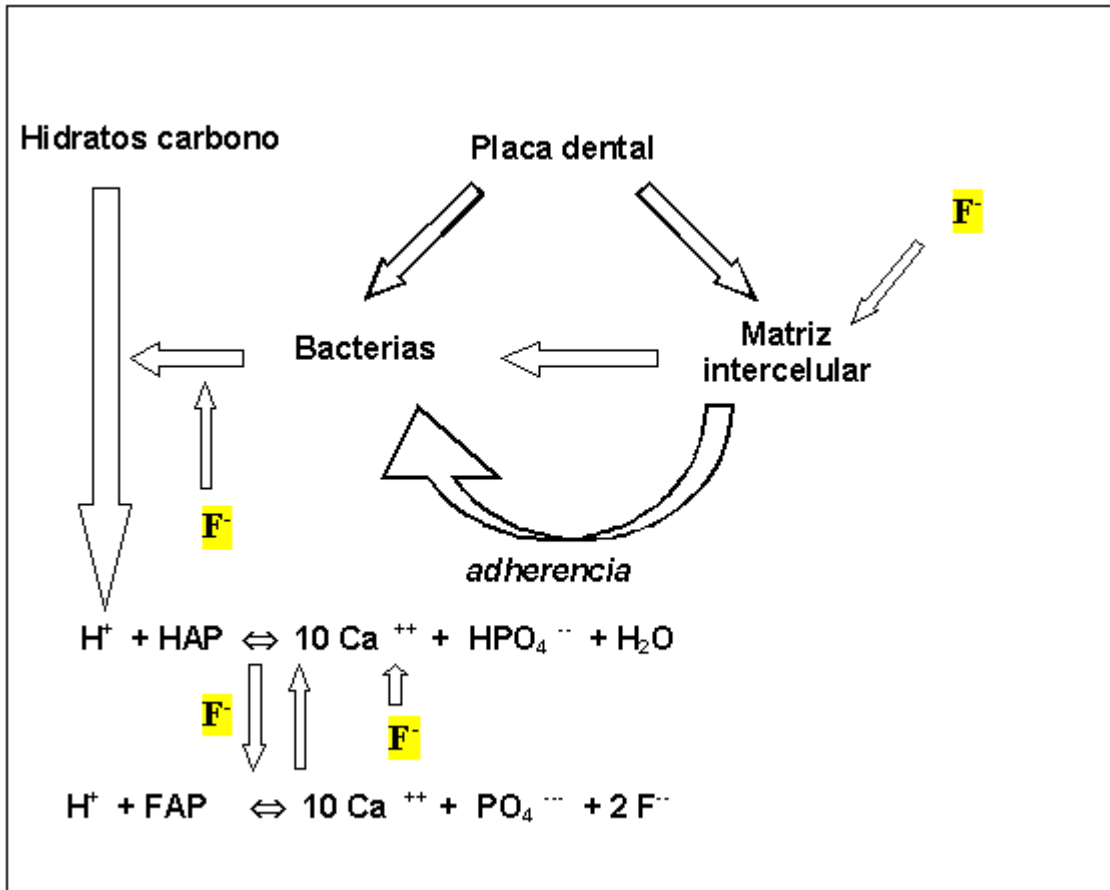 Hidratos carbono
Placa dental
F⁻
Bacterias
Matriz
intercelular
F⁻
adherencia
H⁺ + HAP ⇔ 10 Ca ⁺⁺ + HPO₄ ⁻⁻ + H₂O
F⁻
F⁻
H⁺ + FAP ⇔ 10 Ca ⁺⁺ + PO₄ ⁻⁻⁻ + 2 F⁻⁻